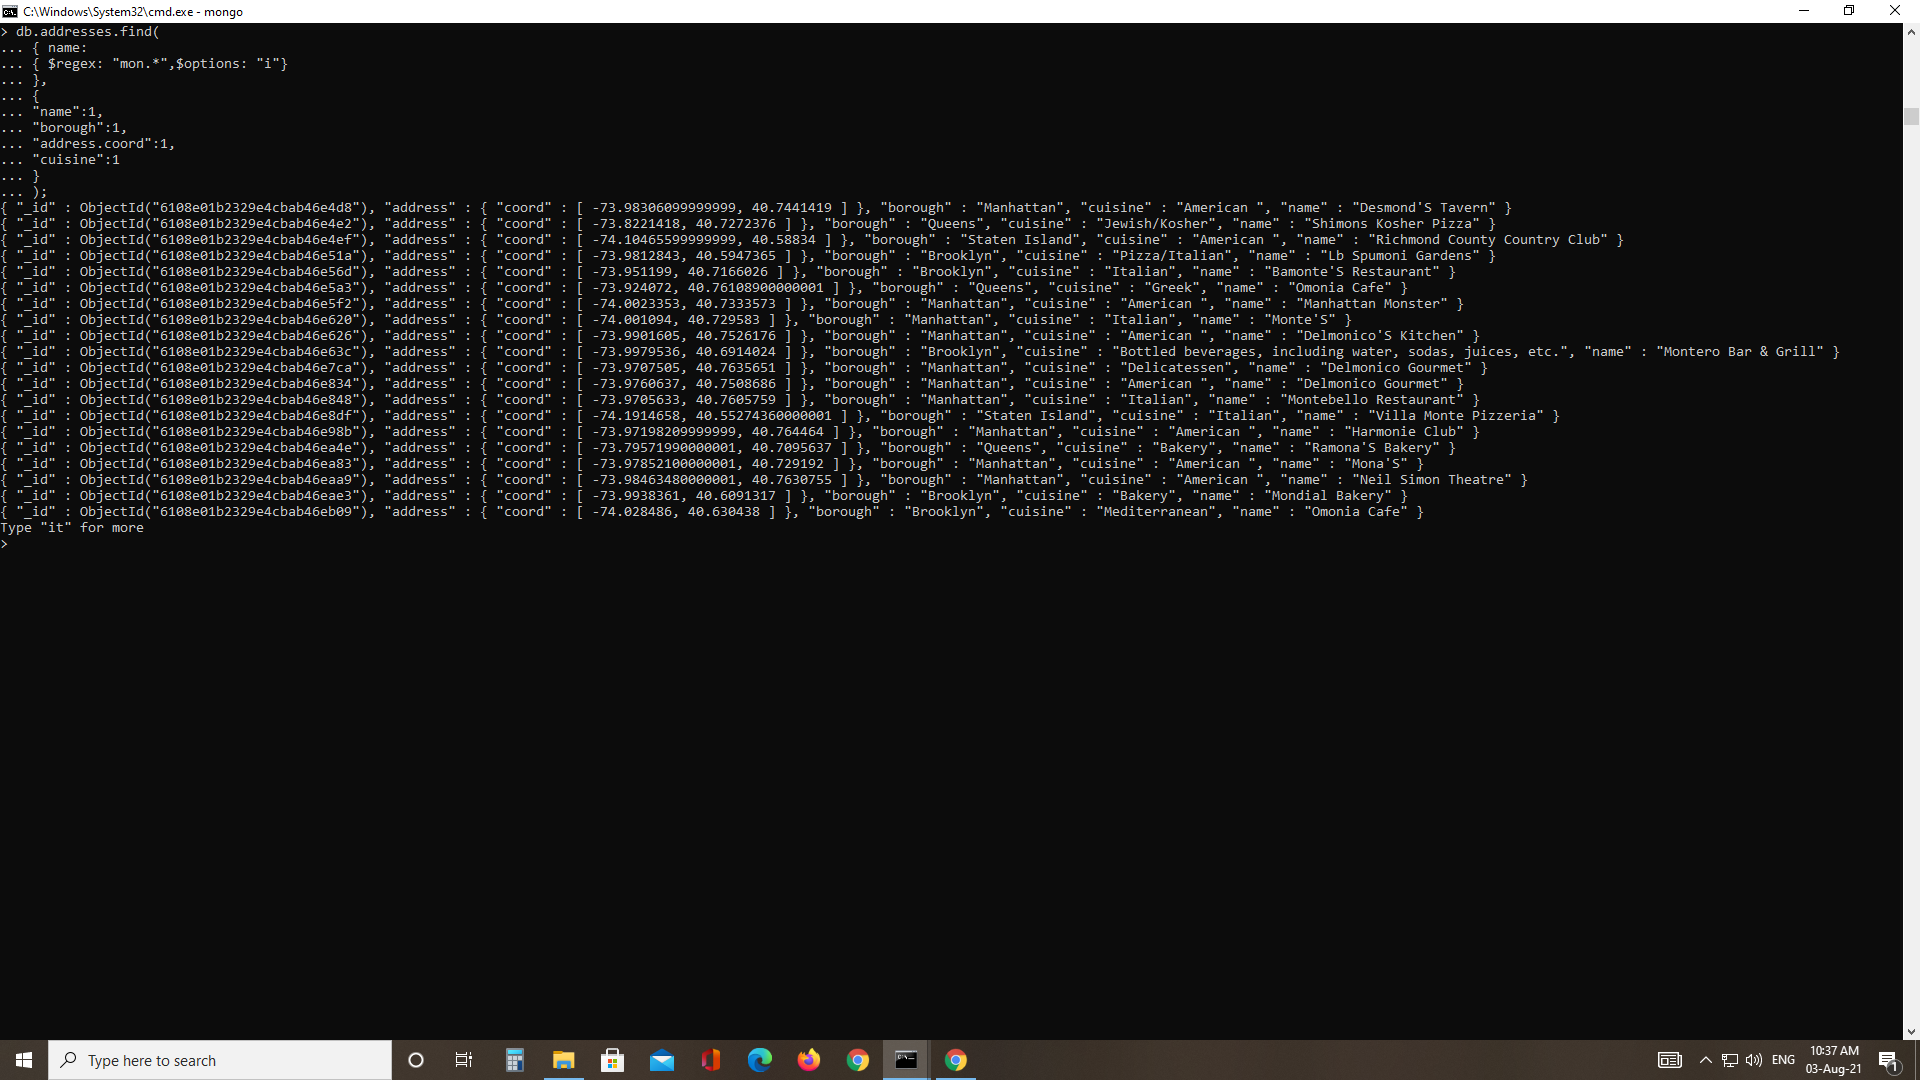 C:\Windows\System32\cmd.exe - mongo
> db.addresses.find(
... { name:
... { $regex: "mon.*",$options: "i"}
... },
... {
... "name":1,
... "borough":1,
... "address.coord":1,
... "cuisine":1
... }
... );
{ "_id" : ObjectId("6108e01b2329e4cbab46e4d8"), "address" : { "coord" : [ -73.98306099999999, 40.7441419 ] }, "borough" : "Manhattan", "cuisine" : "American ", "name" : "Desmond'S Tavern" }
{ "_id" : ObjectId("6108e01b2329e4cbab46e4e2"), "address" : { "coord" : [ -73.8221418, 40.7272376 ] }, "borough" : "Queens", "cuisine" : "Jewish/Kosher", "name" : "Shimons Kosher Pizza" }
{ "_id" : ObjectId("6108e01b2329e4cbab46e4ef"), "address" : { "coord" : [ -74.10465599999999, 40.58834 ] }, "borough" : "Staten Island", "cuisine" : "American ", "name" : "Richmond County Country Club" }
{ "_id" : ObjectId("6108e01b2329e4cbab46e51a"), "address" : { "coord" : [ -73.9812843, 40.5947365 ] }, "borough" : "Brooklyn", "cuisine" : "Pizza/Italian", "name" : "Lb Spumoni Gardens" }
{ "_id" : ObjectId("6108e01b2329e4cbab46e56d"), "address" : { "coord" : [ -73.951199, 40.7166026 ] }, "borough" : "Brooklyn", "cuisine" : "Italian", "name" : "Bamonte'S Restaurant" }
{ "_id" : ObjectId("6108e01b2329e4cbab46e5a3"), "address" : { "coord" : [ -73.924072, 40.76108900000001 ] }, "borough" : "Queens", "cuisine" : "Greek", "name" : "Omonia Cafe" }
{ "_id" : ObjectId("6108e01b2329e4cbab46e5f2"), "address" : { "coord" : [ -74.0023353, 40.7333573 ] }, "borough" : "Manhattan", "cuisine" : "American ", "name" : "Manhattan Monster" }
{ "_id" : ObjectId("6108e01b2329e4cbab46e620"), "address" : { "coord" : [ -74.001094, 40.729583 ] }, "borough" : "Manhattan", "cuisine" : "Italian", "name" : "Monte'S" }
{ "_id" : ObjectId("6108e01b2329e4cbab46e626"), "address" : { "coord" : [ -73.9901605, 40.7526176 ] }, "borough" : "Manhattan", "cuisine" : "American ", "name" : "Delmonico'S Kitchen" }
{ "_id" : ObjectId("6108e01b2329e4cbab46e63c"), "address" : { "coord" : [ -73.9979536, 40.6914024 ] }, "borough" : "Brooklyn", "cuisine" : "Bottled beverages, including water, sodas, juices, etc.", "name" : "Montero Bar & Grill" }
{ "_id" : ObjectId("6108e01b2329e4cbab46e7ca"), "address" : { "coord" : [ -73.9707505, 40.7635651 ] }, "borough" : "Manhattan", "cuisine" : "Delicatessen", "name" : "Delmonico Gourmet" }
{ "_id" : ObjectId("6108e01b2329e4cbab46e834"), "address" : { "coord" : [ -73.9760637, 40.7508686 ] }, "borough" : "Manhattan", "cuisine" : "American ", "name" : "Delmonico Gourmet" }
{ "_id" : ObjectId("6108e01b2329e4cbab46e848"), "address" : { "coord" : [ -73.9705633, 40.7605759 ] }, "borough" : "Manhattan", "cuisine" : "Italian", "name" : "Montebello Restaurant" }
{ "_id" : ObjectId("6108e01b2329e4cbab46e8df"), "address" : { "coord" : [ -74.1914658, 40.55274360000001 ] }, "borough" : "Staten Island", "cuisine" : "Italian", "name" : "Villa Monte Pizzeria" }
{ "_id" : ObjectId("6108e01b2329e4cbab46e98b"), "address" : { "coord" : [ -73.97198209999999, 40.764464 ] }, "borough" : "Manhattan", "cuisine" : "American ", "name" : "Harmonie Club" }
{ "_id" : ObjectId("6108e01b2329e4cbab46ea4e"), "address" : { "coord" : [ -73.79571990000001, 40.7095637 ] }, "borough" : "Queens", "cuisine" : "Bakery", "name" : "Ramona'S Bakery" }
{ "_id" : ObjectId("6108e01b2329e4cbab46ea83"), "address" : { "coord" : [ -73.97852100000001, 40.729192 ] }, "borough" : "Manhattan", "cuisine" : "American ", "name" : "Mona'S" }
{ "_id" : ObjectId("6108e01b2329e4cbab46eaa9"), "address" : { "coord" : [ -73.98463480000001, 40.7630755 ] }, "borough" : "Manhattan", "cuisine" : "American ", "name" : "Neil Simon Theatre" }
{ "_id" : ObjectId("6108e01b2329e4cbab46eae3"), "address" : { "coord" : [ -73.9938361, 40.6091317 ] }, "borough" : "Brooklyn", "cuisine" : "Bakery", "name" : "Mondial Bakery" }
{ "_id" : ObjectId("6108e01b2329e4cbab46eb09"), "address" : { "coord" : [ -74.028486, 40.630438 ] }, "borough" : "Brooklyn", "cuisine" : "Mediterranean", "name" : "Omonia Cafe" }
Type "it" for more
>
Type here to search
ENG
10:37 AM
03-Aug-21
1